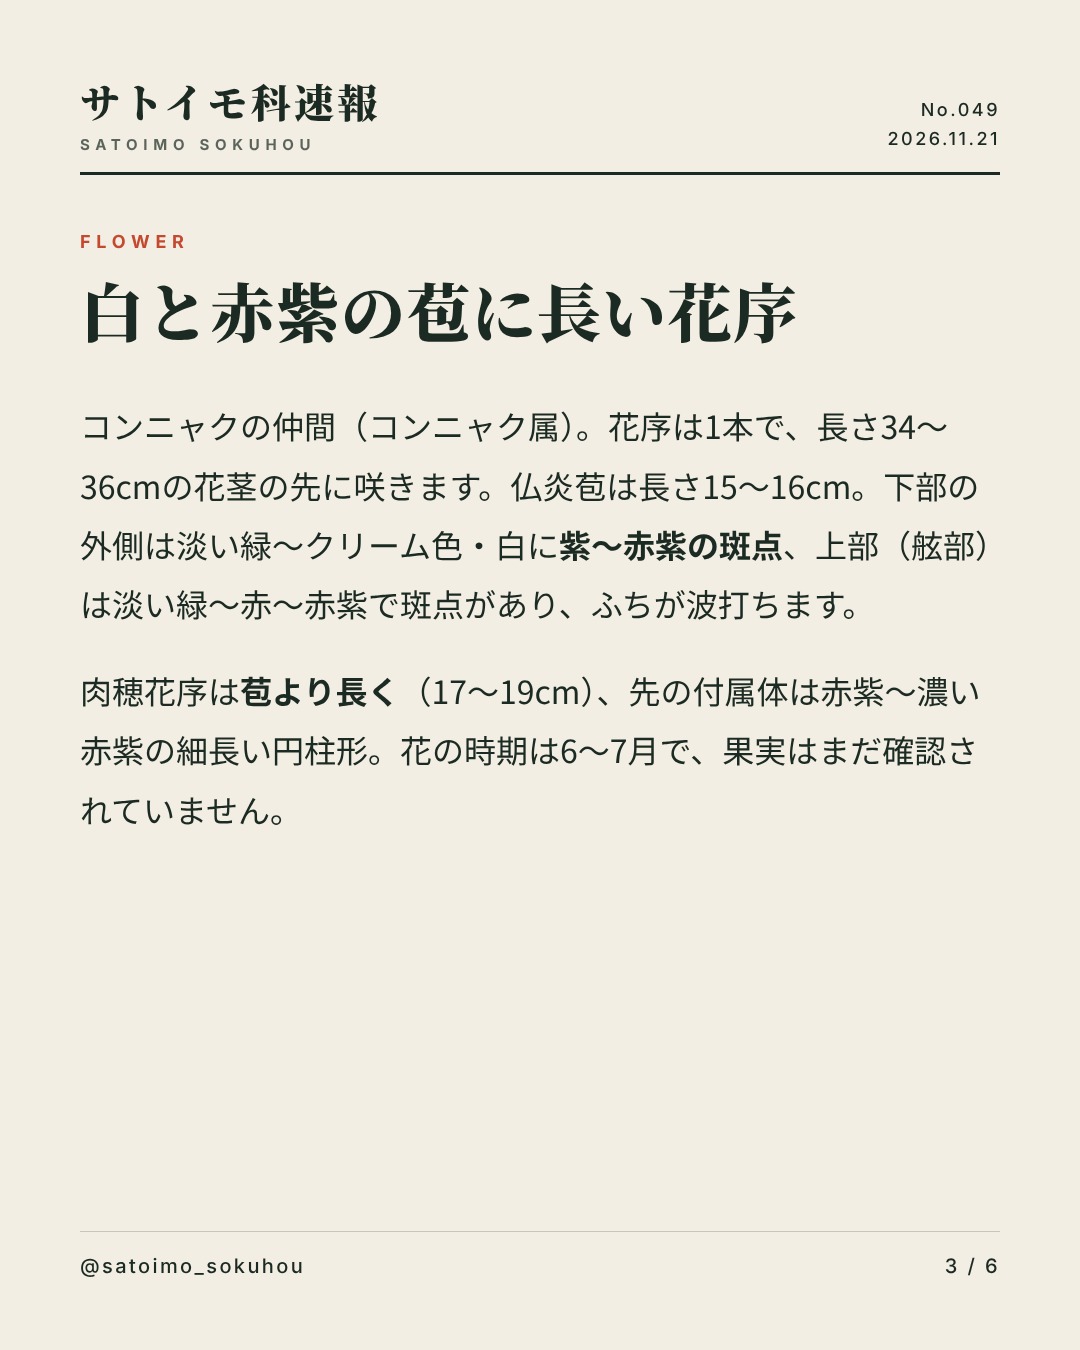 サトイモ科速報
SATOIMO SOKUHOU
No.049
2026.11.21
FLOWER
白と赤紫の苞に長い花序
コンニャクの仲間（コンニャク属）。花序は1本で、長さ34〜
36cmの花茎の先に咲きます。仏炎苞は長さ15〜16cm。下部の
外側は淡い緑〜クリーム色・白に紫〜赤紫の斑点、上部（舷部）
は淡い緑〜赤〜赤紫で斑点があり、ふちが波打ちます。
肉穂花序は苞より長く（17〜19cm）、先の付属体は赤紫〜濃い
赤紫の細長い円柱形。花の時期は6〜7月で、果実はまだ確認さ
れていません。
@satoimo_sokuhou
3 / 6